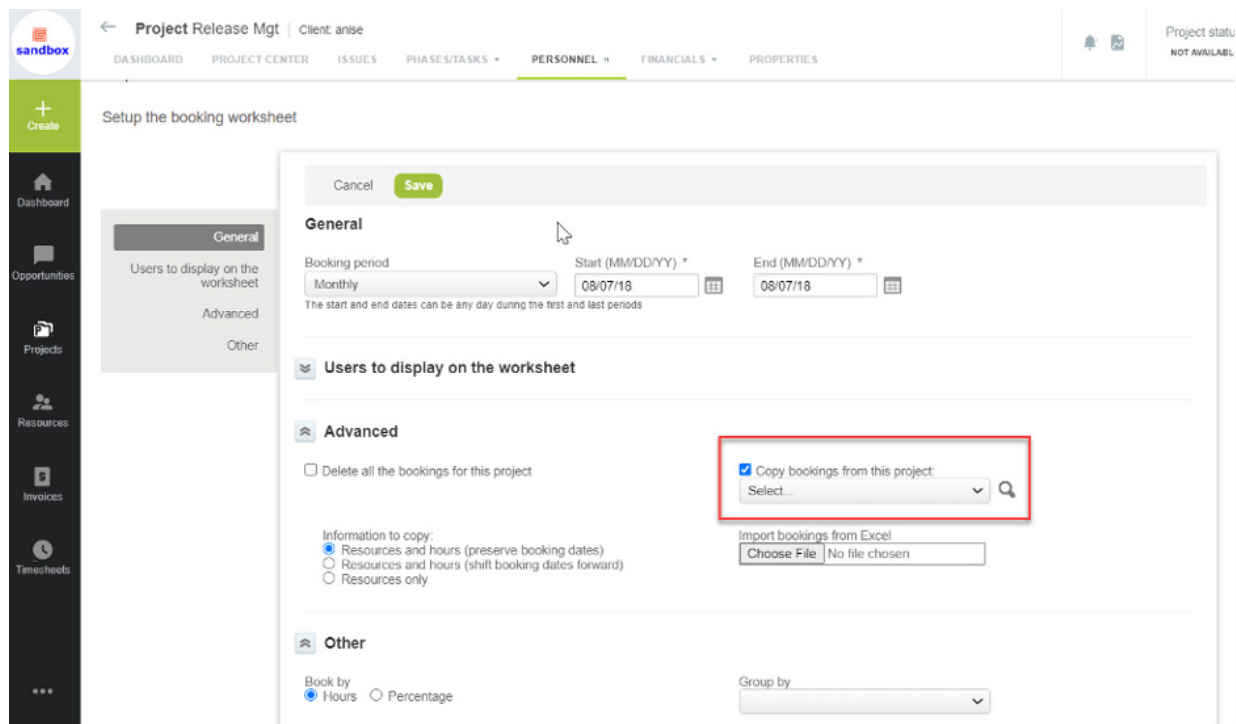 sandbox
← Project Release Mgt | Client: anise
Project statu
NOT AVAILABL
DASHBOARD PROJECT CENTER ISSUES PHASES/TASKS PERSONNEL FINANCIALS PROPERTIES
Create
Setup the booking worksheet
Dashboard
Opportunities
Projects
Resources
Invoices
Timesheets
General
Users to display on the
worksheet
Advanced
Other
Cancel Save
General
Booking period Start (MM/DD/YY) * End (MM/DD/YY) *
Monthly 08/07/18 08/07/18
The start and end dates can be any day during the first and last periods
Users to display on the worksheet
Advanced
Delete all the bookings for this project
Copy bookings from this project:
Select...
Information to copy:
Resources and hours (preserve booking dates)
Resources and hours (shift booking dates forward)
Resources only
Import bookings from Excel
Choose File No file chosen
Other
Book by
Hours Percentage
Group by